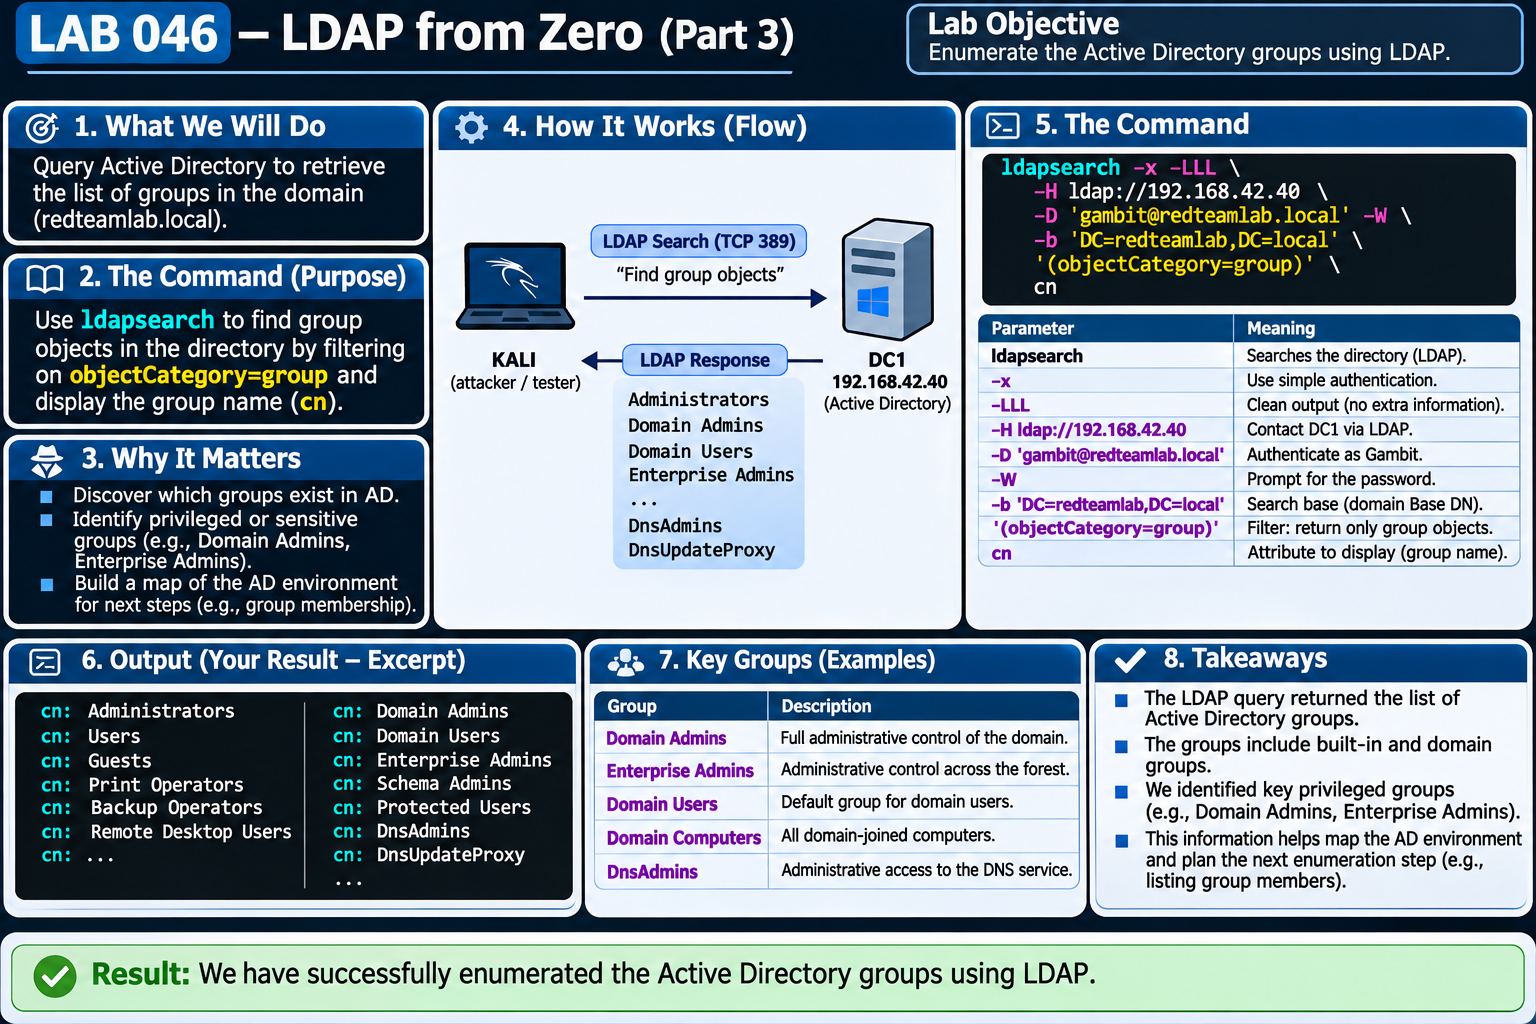 LAB 046 – LDAP from Zero (Part 3)
Lab Objective
Enumerate the Active Directory groups using LDAP.
1. What We Will Do
Query Active Directory to retrieve
the list of groups in the domain
(redteamlab.local).
2. The Command (Purpose)
Use ldapsearch to find group
objects in the directory by filtering
on objectCategory=group and
display the group name (cn).
3. Why It Matters
Discover which groups exist in AD.
Identify privileged or sensitive
groups (e.g., Domain Admins,
Enterprise Admins).
Build a map of the AD environment
for next steps (e.g., group membership).
4. How It Works (Flow)
LDAP Search (TCP 389)
“Find group objects”
KALI
(attacker / tester)
LDAP Response
DC1
192.168.42.40
(Active Directory)
Administrators
Domain Admins
Domain Users
Enterprise Admins
...
DnsAdmins
DnsUpdateProxy
5. The Command
ldapsearch –x –LLL \
–H ldap://192.168.42.40 \
–D 'gambit@redteamlab.local' –W \
–b 'DC=redteamlab,DC=local' \
'(objectCategory=group)' \
cn
Parameter Meaning
ldapsearch Searches the directory (LDAP).
–x Use simple authentication.
–LLL Clean output (no extra information).
–H ldap://192.168.42.40 Contact DC1 via LDAP.
–D 'gambit@redteamlab.local' Authenticate as Gambit.
–W Prompt for the password.
–b 'DC=redteamlab,DC=local' Search base (domain Base DN).
'(objectCategory=group)' Filter: return only group objects.
cn Attribute to display (group name).
6. Output (Your Result – Excerpt)
cn: Administrators
cn: Users
cn: Guests
cn: Print Operators
cn: Backup Operators
cn: Remote Desktop Users
cn: ...
cn: Domain Admins
cn: Domain Users
cn: Enterprise Admins
cn: Schema Admins
cn: Protected Users
cn: DnsAdmins
cn: DnsUpdateProxy
...
7. Key Groups (Examples)
Group Description
Domain Admins Full administrative control of the domain.
Enterprise Admins Administrative control across the forest.
Domain Users Default group for domain users.
Domain Computers All domain-joined computers.
DnsAdmins Administrative access to the DNS service.
8. Takeaways
The LDAP query returned the list of
Active Directory groups.
The groups include built-in and domain
groups.
We identified key privileged groups
(e.g., Domain Admins, Enterprise Admins).
This information helps map the AD environment
and plan the next enumeration step (e.g.,
listing group members).
Result: We have successfully enumerated the Active Directory groups using LDAP.